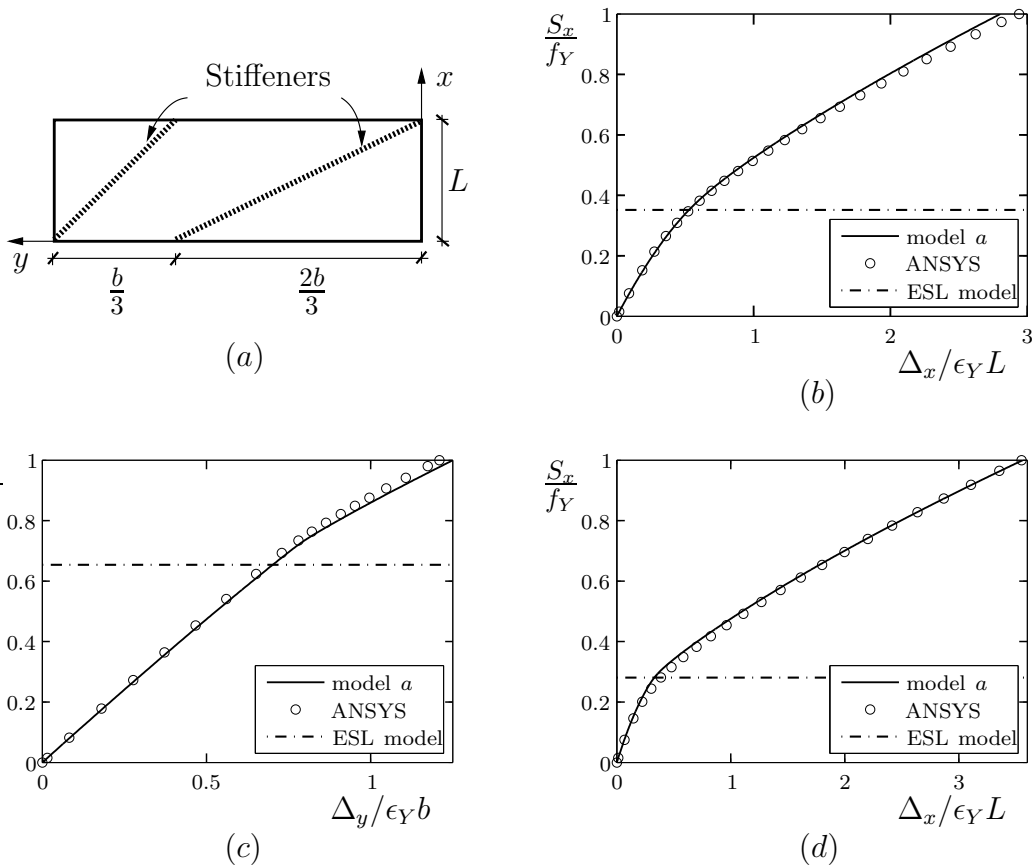 Stiffeners
x
L
y
b
3
2b
3
(a)
S_x
f_Y
1
0.8
0.6
0.4
0.2
0
0 1 2 3
model a
ANSYS
ESL model
Δ_x/ϵ_Y L
(b)
1
0.8
0.6
0.4
0.2
0
0 0.5 1
model a
ANSYS
ESL model
Δ_y/ϵ_Y b
(c)
S_x
f_Y
1
0.8
0.6
0.4
0.2
0
0 1 2 3
model a
ANSYS
ESL model
Δ_x/ϵ_Y L
(d)